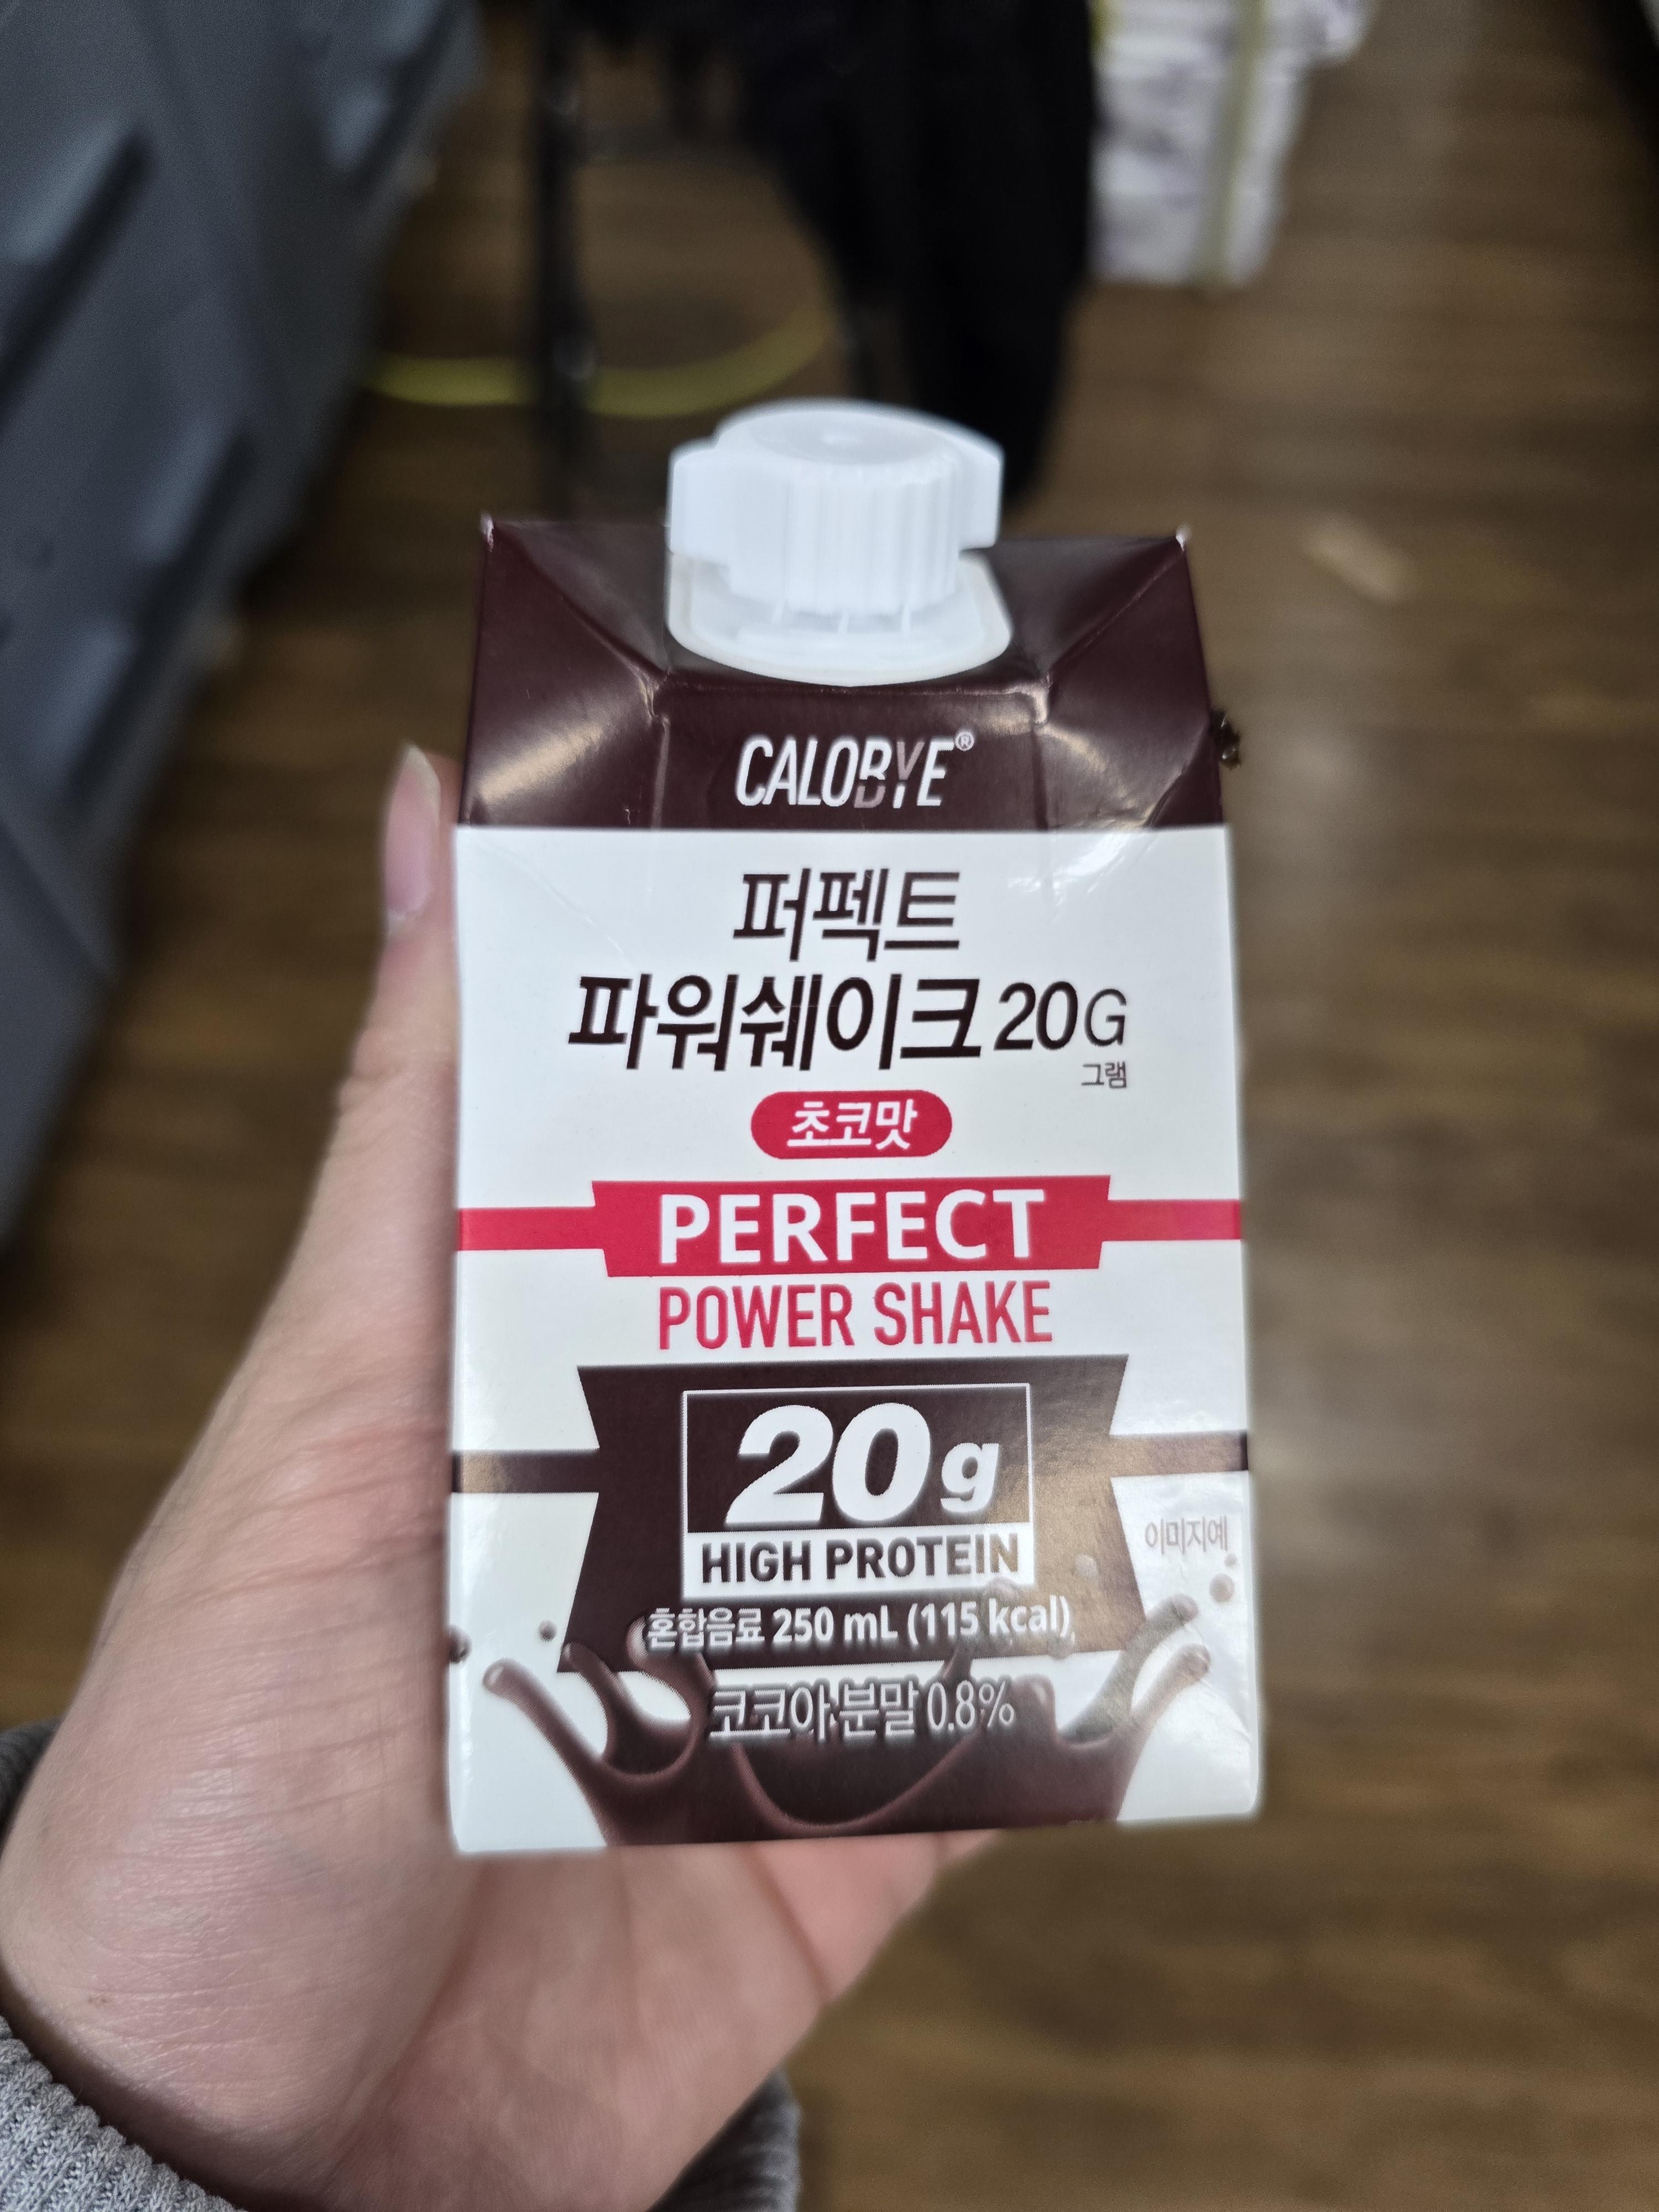 CALOBYE®
퍼펙트
파워쉐이크 20G
그램
초코맛
PERFECT
POWER SHAKE
20g
HIGH PROTEIN
이미지예
혼합음료 250 mL (115 kcal)
코코아분말 0.8%